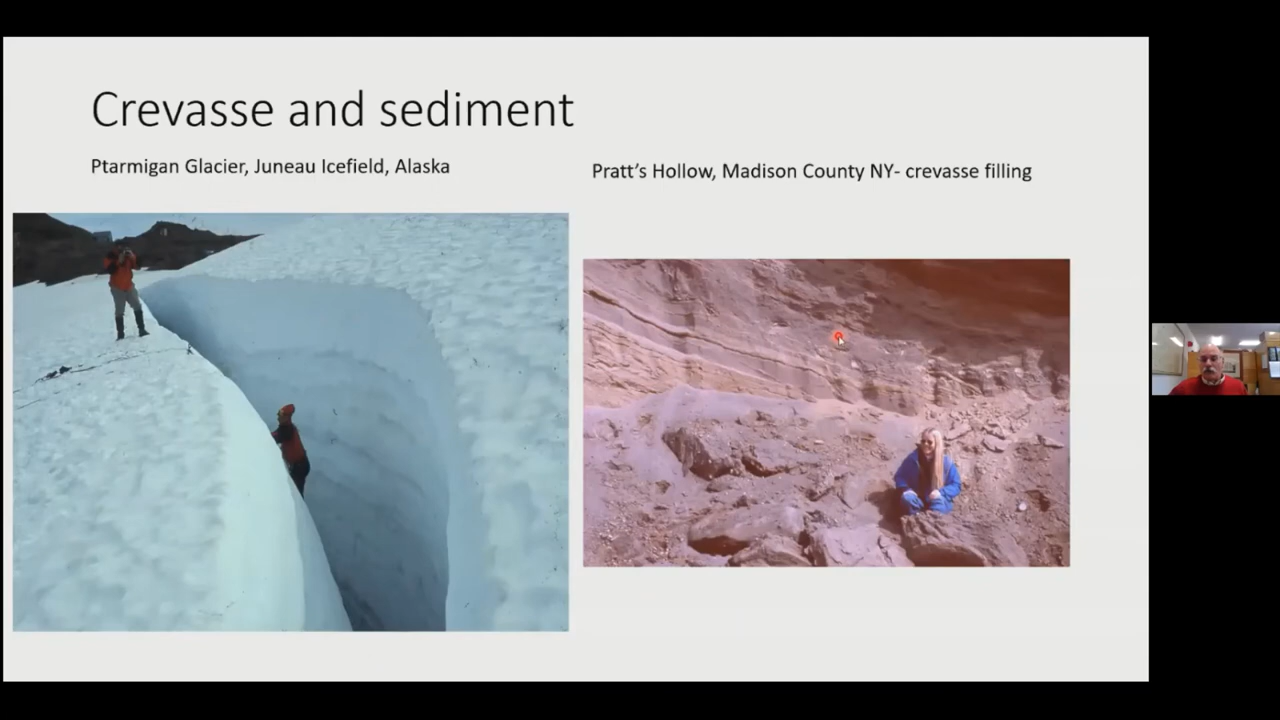 Crevasse and sediment
Ptarmigan Glacier, Juneau Icefield, Alaska
Pratt’s Hollow, Madison County NY- crevasse filling